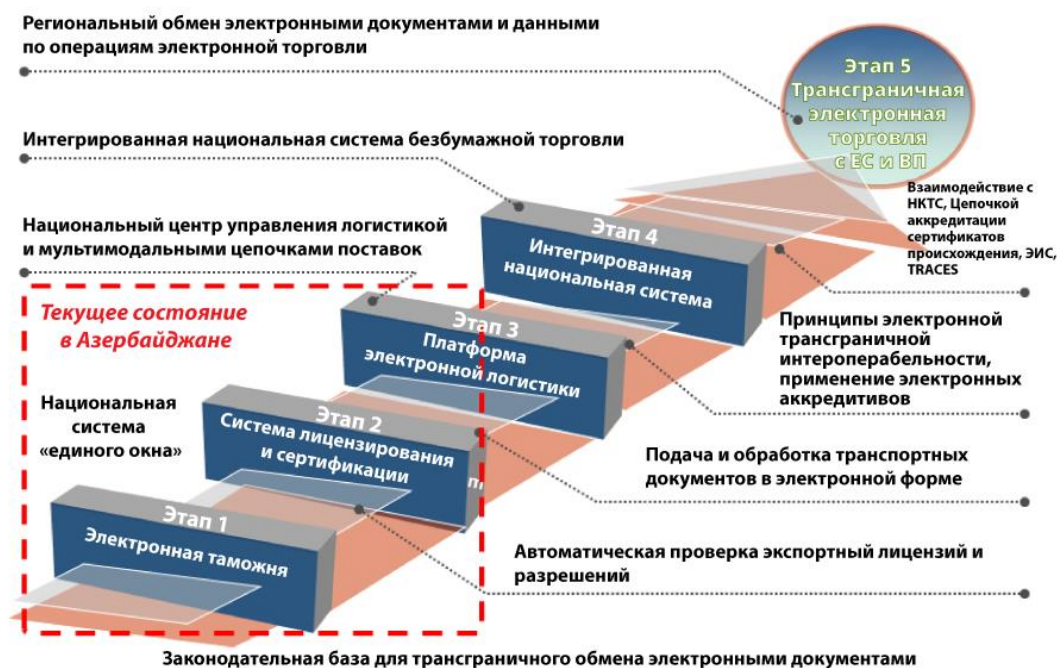 Региональный обмен электронными документами и данными
по операциям электронной торговли
Этап 5
Трансграничная
электронная
торговля
с ЕС и ВП
Интегрированная национальная система безбумажной торговли
Взаимодействие с
НКТС, Цепочкой
аккредитации
сертификатов
происхождения, ЭИС,
TRACES
Национальный центр управления логистикой
и мультимодальными цепочками поставок
Этап 4
Интегрированная
национальная система
Текущее состояние
в Азербайджане
Этап 3
Платформа
электронной логистики
Принципы электронной
трансграничной
интероперабельности,
применение электронных
аккредитивов
Национальная
система
«единого окна»
Этап 2
Система лицензирования
и сертификации
Подача и обработка транспортных
документов в электронной форме
Этап 1
Электронная таможня
Автоматическая проверка экспортный лицензий и
разрешений
Законодательная база для трансграничного обмена электронными документами